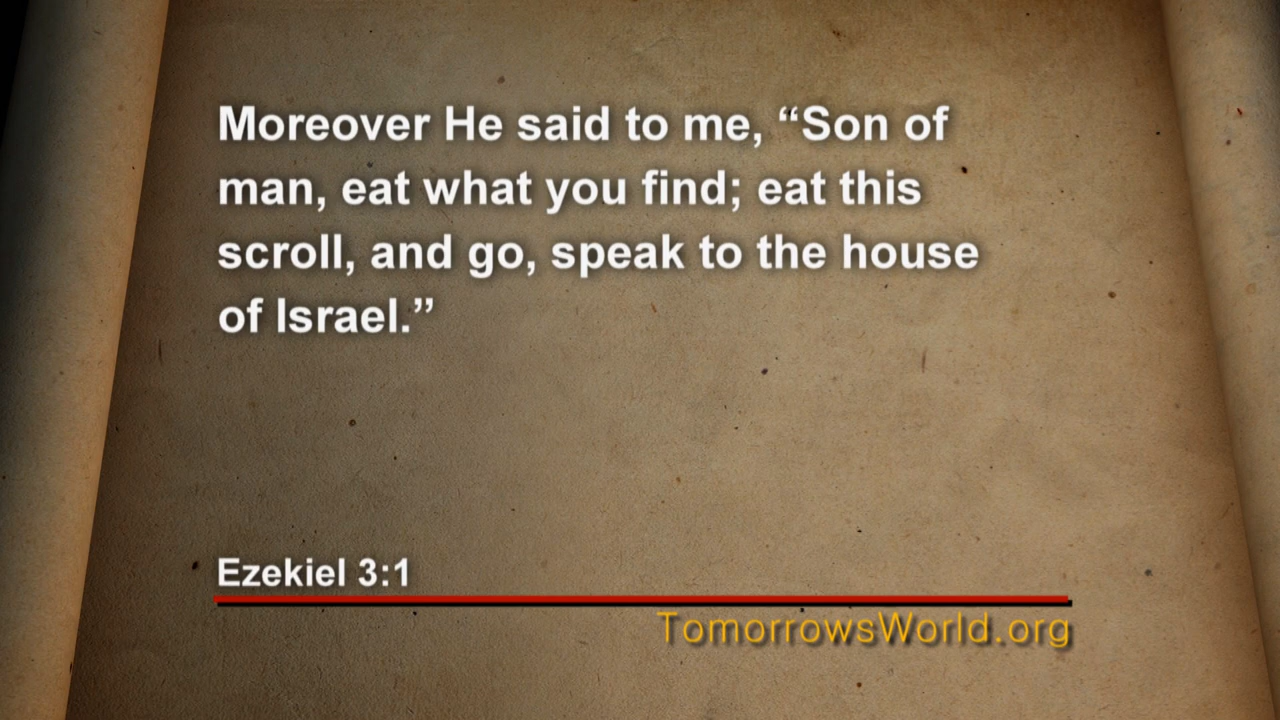 Moreover He said to me, “Son of
man, eat what you find; eat this
scroll, and go, speak to the house
of Israel.”
Ezekiel 3:1
TomorrowsWorld.org